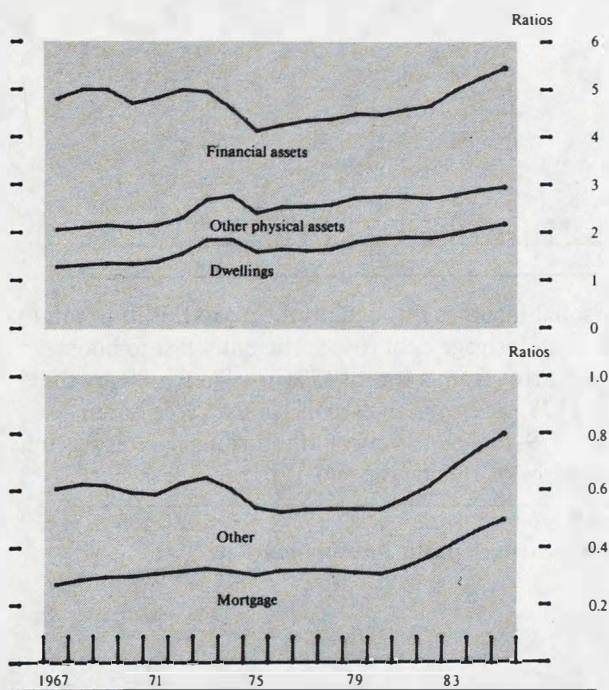 Ratios
6
5
4
Financial assets
3
Other physical assets
2
Dwellings
1
0
Ratios
1.0
0.8
0.6
Other
0.4
Mortgage
0.2
1967 71 75 79 83